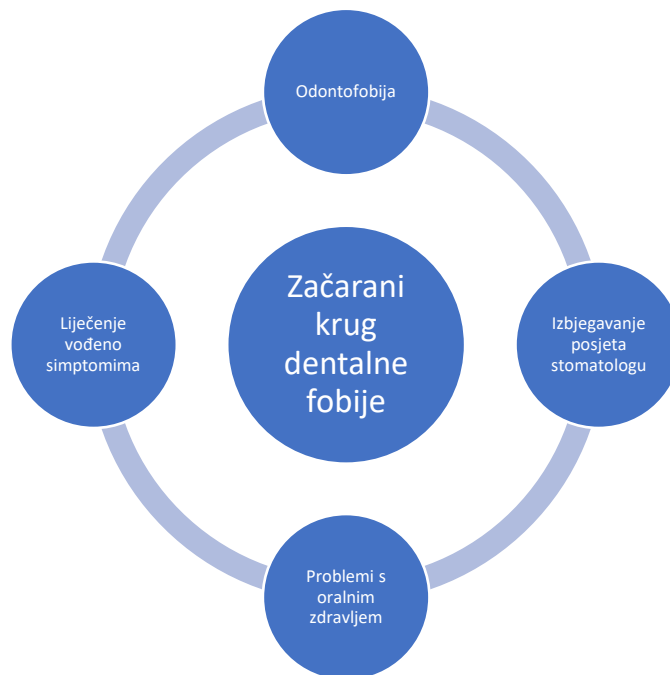 Odontofobija
Začarani
krug
dentalne
fobije
Liječenje
vođeno
simptomima
Izbjegavanje
posjeta
stomatologu
Problemi s
oralnim
zdravljem